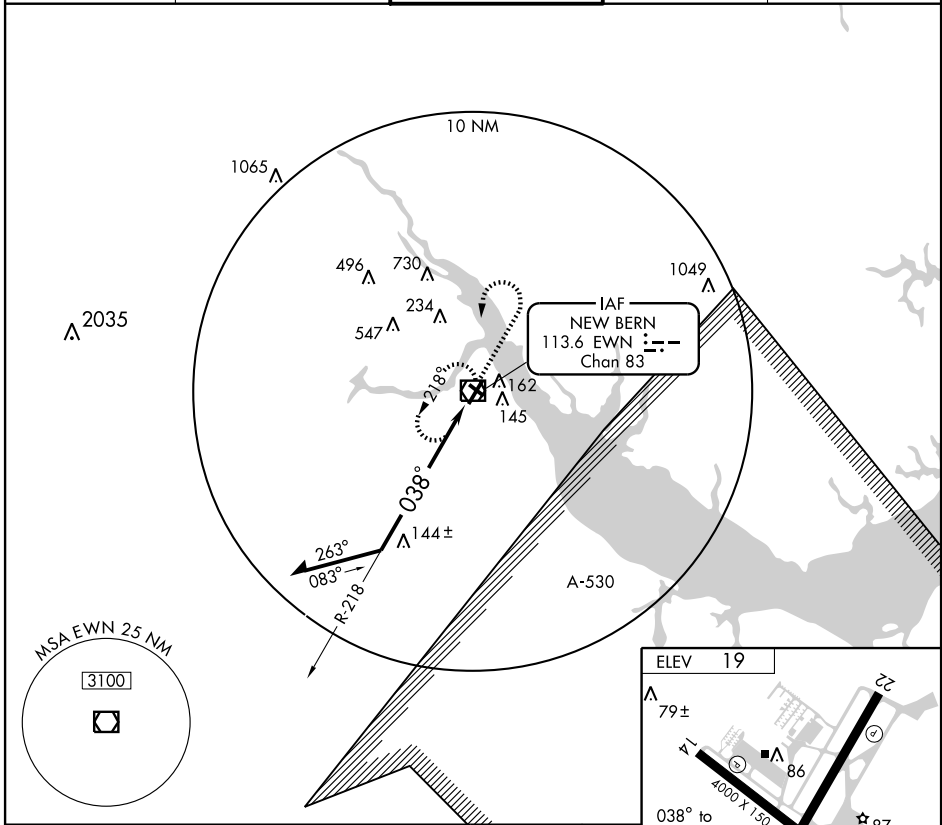 10 NM
1065
496
730
1049
234
2035
547
IAF
NEW BERN
113.6 EWN
Chan 83
218°
162
145
038°
144±
263°
083°
A-530
R-218
MSA EWN 25 NM
3100
ELEV 19
22
79±
P
14
P
86
4000 X 150
038° to